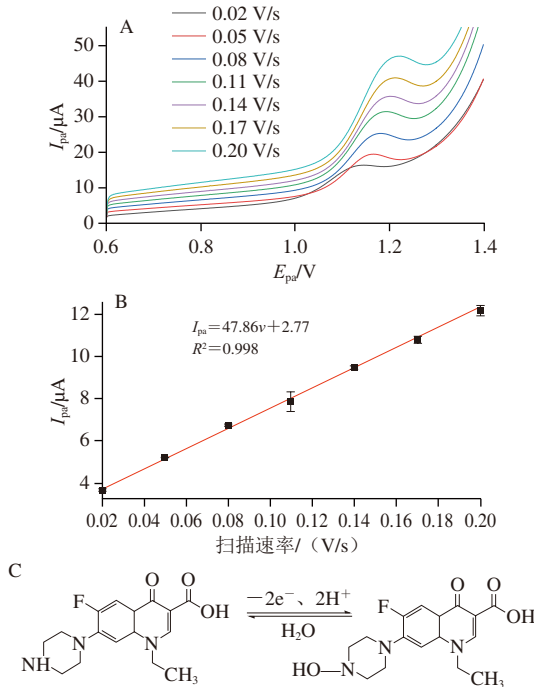 A
0.02 V/s
0.05 V/s
0.08 V/s
0.11 V/s
0.14 V/s
0.17 V/s
0.20 V/s
50
40
30
20
10
0
I_pa/μA
0.6 0.8 1.0 1.2 1.4
E_pa/V
B
I_pa=47.86v+2.77
R²=0.998
12
10
8
6
4
I_pa/μA
0.02 0.04 0.06 0.08 0.10 0.12 0.14 0.16 0.18 0.20
扫描速率/（V/s）
C
O O
F OH
N N
NH CH₃
−2e⁻、2H⁺
H₂O
O O
F OH
N N
HO N CH₃